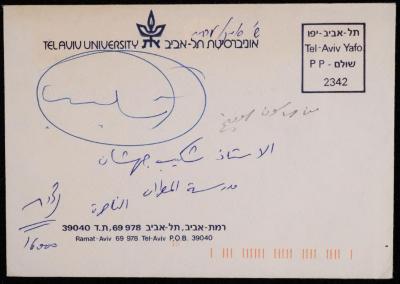 TEL AVIV UNIVERSITY אוניברסיטת תל-אביב
תל-אביב-יפו
Tel-Aviv Yafo
P P - שולם
2342
الاستاذ شكيب جهشان
مدرسة المطران الناصرة
16000
רמת-אביב, תל-אביב 978 69, ת.ד 39040
Ramat-Aviv 69 978 Tel-Aviv P.O.B. 39040